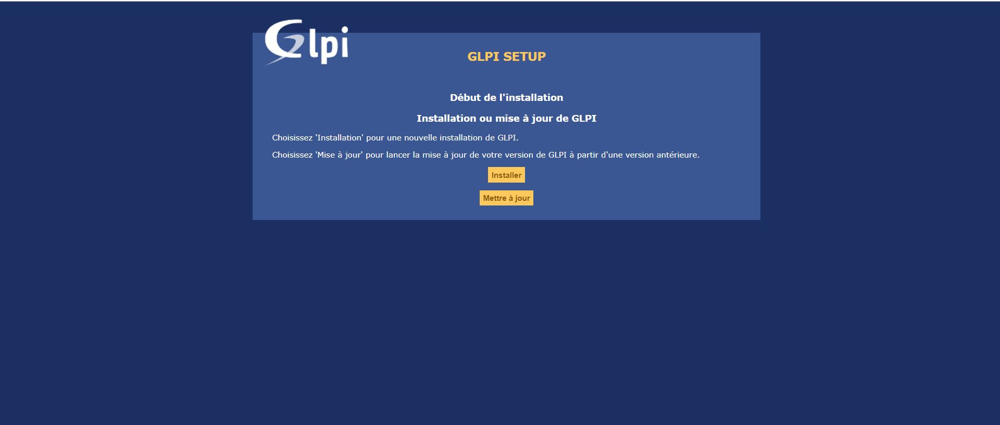 Glpi
GLPI SETUP
Début de l'installation
Installation ou mise à jour de GLPI
Choisissez 'Installation' pour une nouvelle installation de GLPI.
Choisissez 'Mise à jour' pour lancer la mise à jour de votre version de GLPI à partir d'une version antérieure.
Installer
Mettre à jour